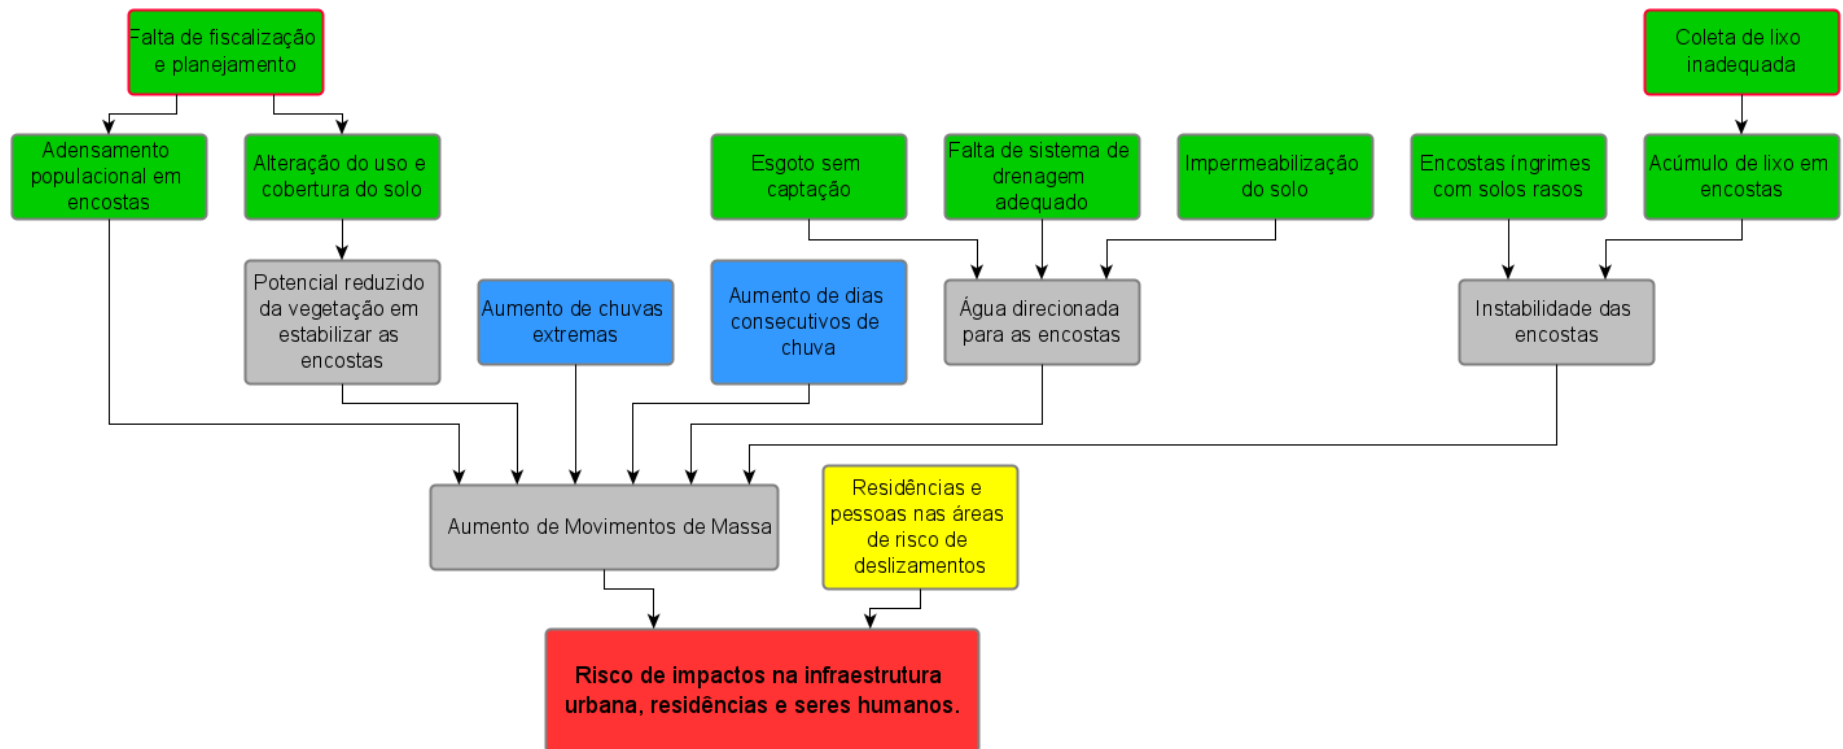 Falta de fiscalização
e planejamento
Coleta de lixo
inadequada
Adensamento
populacional em
encostas
Alteração do uso e
cobertura do solo
Esgoto sem
captação
Falta de sistema de
drenagem
adequado
Impermeabilização
do solo
Encostas íngrimes
com solos rasos
Acúmulo de lixo em
encostas
Potencial reduzido
da vegetação em
estabilizar as
encostas
Aumento de chuvas
extremas
Aumento de dias
consecutivos de
chuva
Água direcionada
para as encostas
Instabilidade das
encostas
Aumento de Movimentos de Massa
Residências e
pessoas nas áreas
de risco de
deslizamentos
Risco de impactos na infraestrutura
urbana, residências e seres humanos.